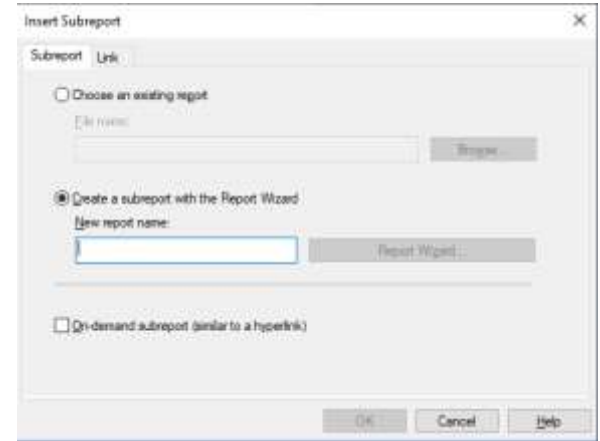 Insert Subreport
Subreport Link
Choose an existing report
File name:
Browse...
Create a subreport with the Report Wizard
New report name:
Report Wizard...
On-demand subreport (similar to a hyperlink)
OK Cancel Help